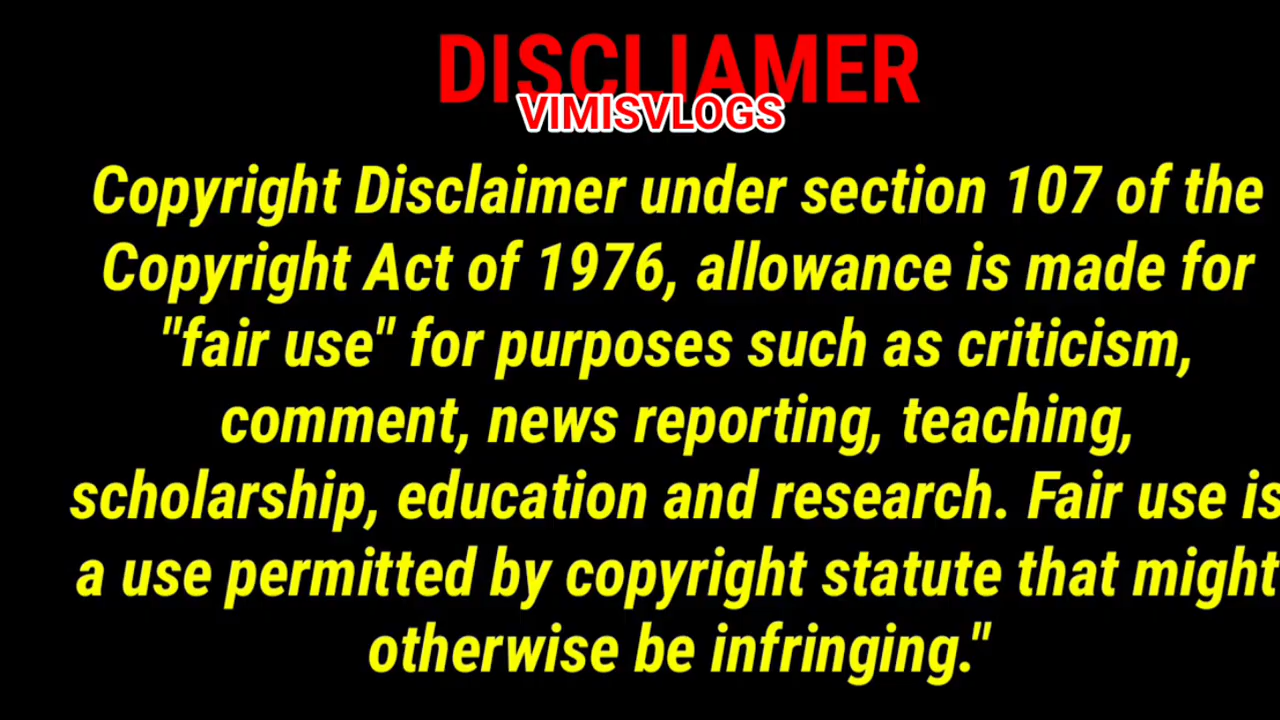 DISCLIAMER
VIMISVLOGS
Copyright Disclaimer under section 107 of the
Copyright Act of 1976, allowance is made for
"fair use" for purposes such as criticism,
comment, news reporting, teaching,
scholarship, education and research. Fair use is
a use permitted by copyright statute that might
otherwise be infringing."